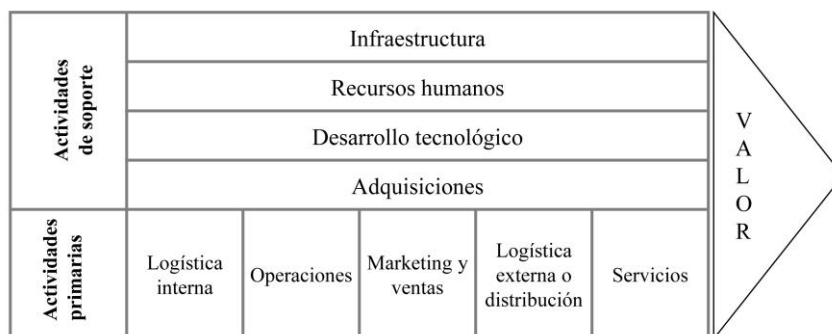 Actividades
de soporte
Infraestructura
Recursos humanos
Desarrollo tecnológico
Adquisiciones
Actividades
primarias
Logística
interna
Operaciones
Marketing y
ventas
Logística
externa o
distribución
Servicios
VALOR